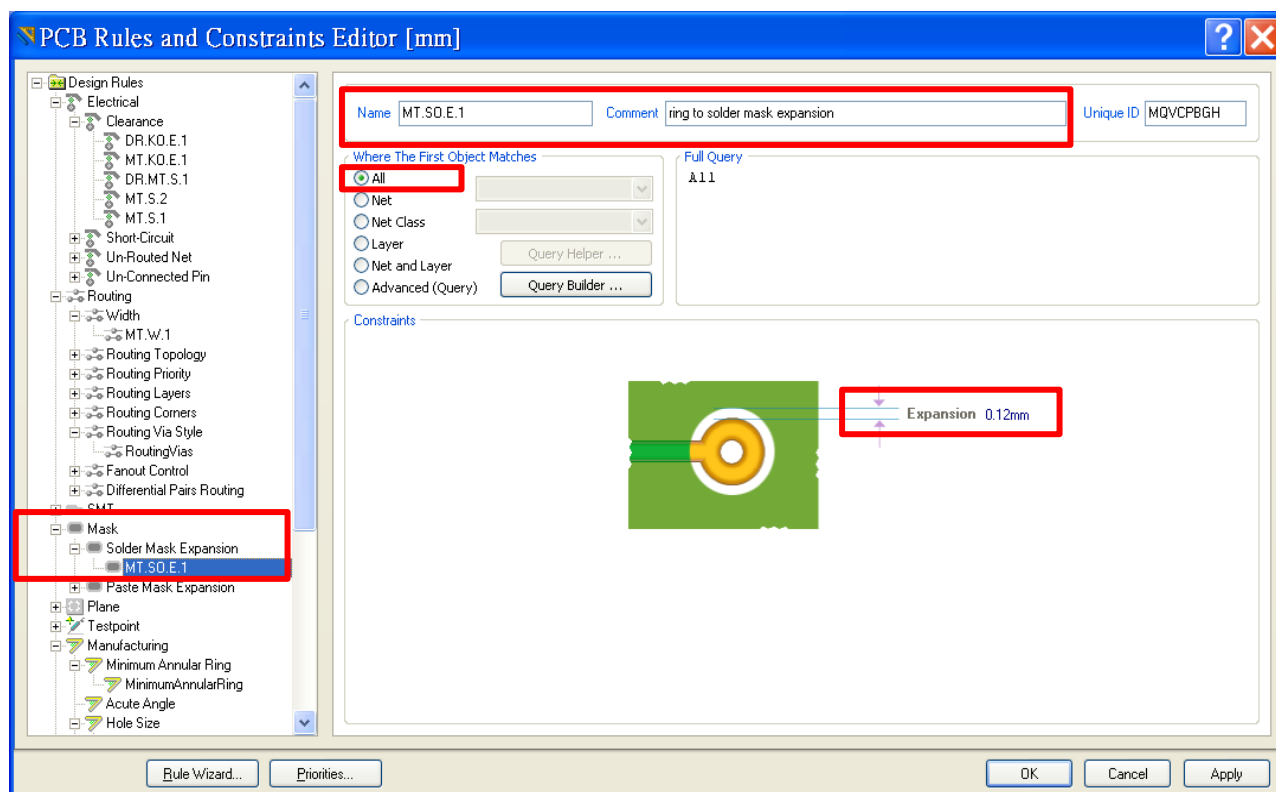 PCB Rules and Constraints Editor [mm]
Design Rules
Electrical
Clearance
DR.KO.E.1
MT.KO.E.1
DR.MT.S.1
MT.S.2
MT.S.1
Short-Circuit
Un-Routed Net
Un-Connected Pin
Routing
Width
MT.W.1
Routing Topology
Routing Priority
Routing Layers
Routing Corners
Routing Via Style
RoutingVias
Fanout Control
Differential Pairs Routing
SMT
Mask
Solder Mask Expansion
MT.SO.E.1
Paste Mask Expansion
Plane
Testpoint
Manufacturing
Minimum Annular Ring
MinimumAnnularRing
Acute Angle
Hole Size
Name MT.SO.E.1 Comment ring to solder mask expansion Unique ID MQVCPBGH
Where The First Object Matches
All
Net
Net Class
Layer
Net and Layer
Advanced (Query)
Query Helper ...
Query Builder ...
Full Query
All
Constraints
Expansion 0.12mm
Rule Wizard... Priorities... OK Cancel Apply